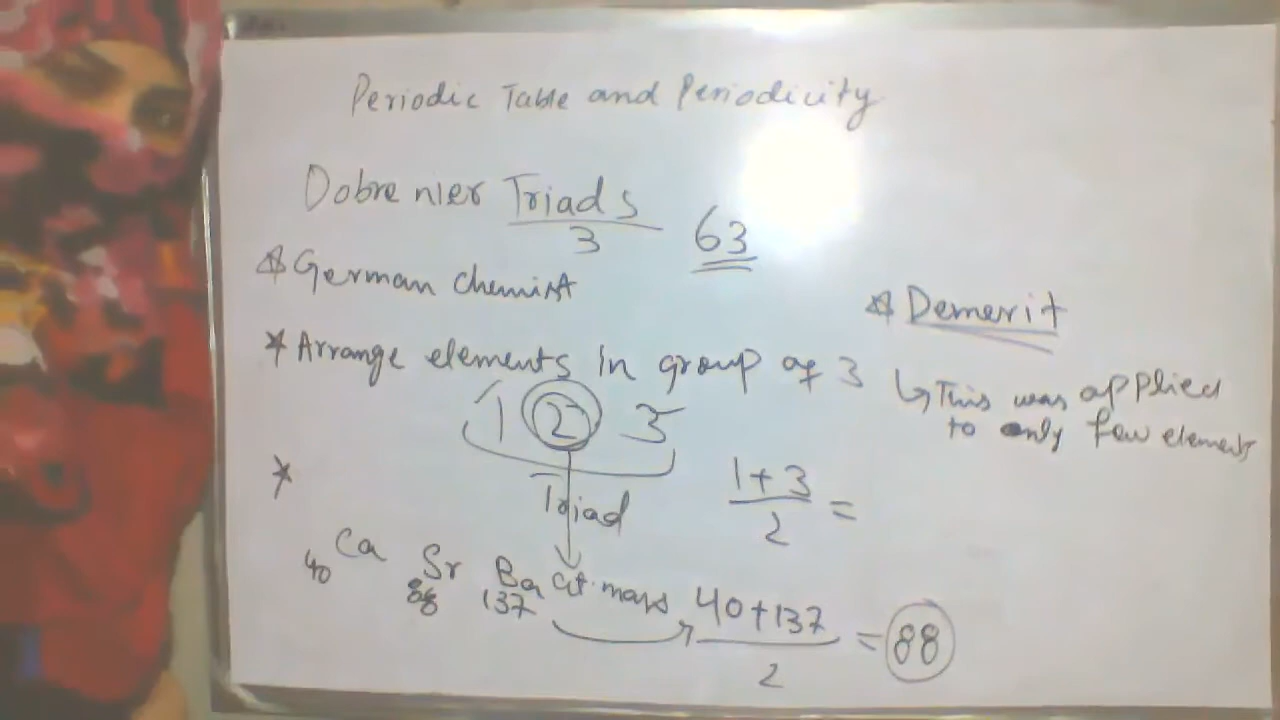 Periodic Table and Periodicity
Dobrenier Triads
3
63
☆ German chemist
* Arrange elements in group of 3
1 2 3
Triad
1+3
2
=
*
☆ Demerit
↳ This was applied
to only few elements
40 Ca Sr Ba at. mass
88 137
40+137
2
= 88